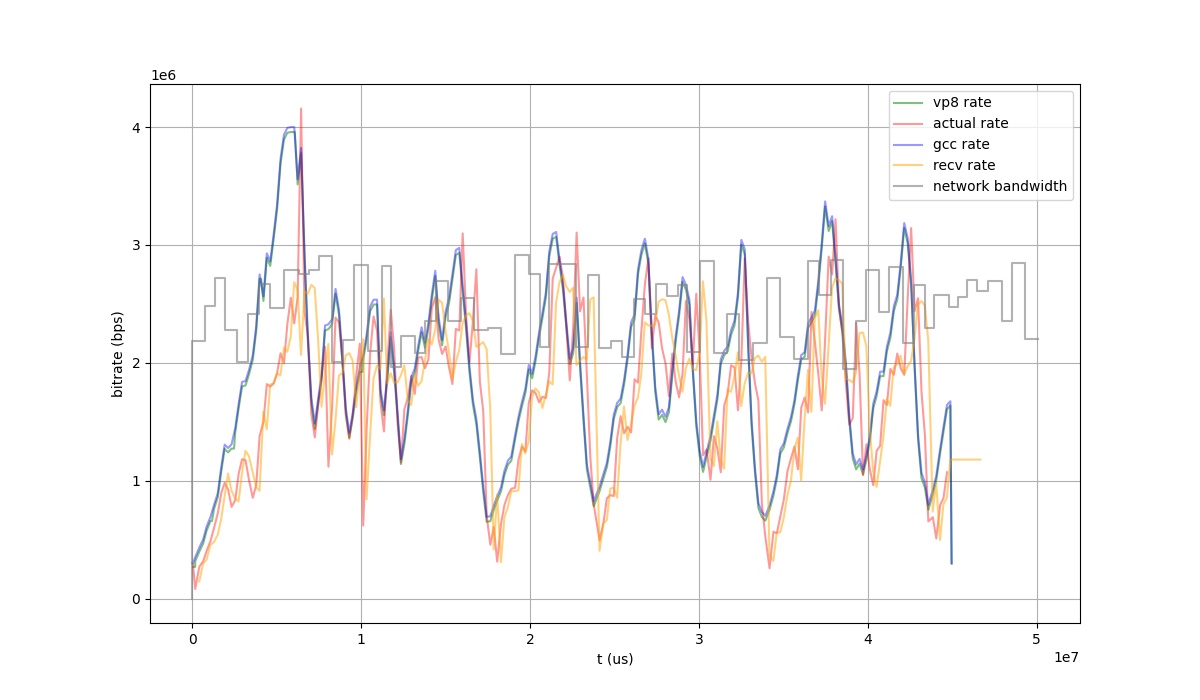 1e6
4
3
2
1
0
bitrate (bps)
vp8 rate
actual rate
gcc rate
recv rate
network bandwidth
0 1 2 3 4 5
t (us)
1e7